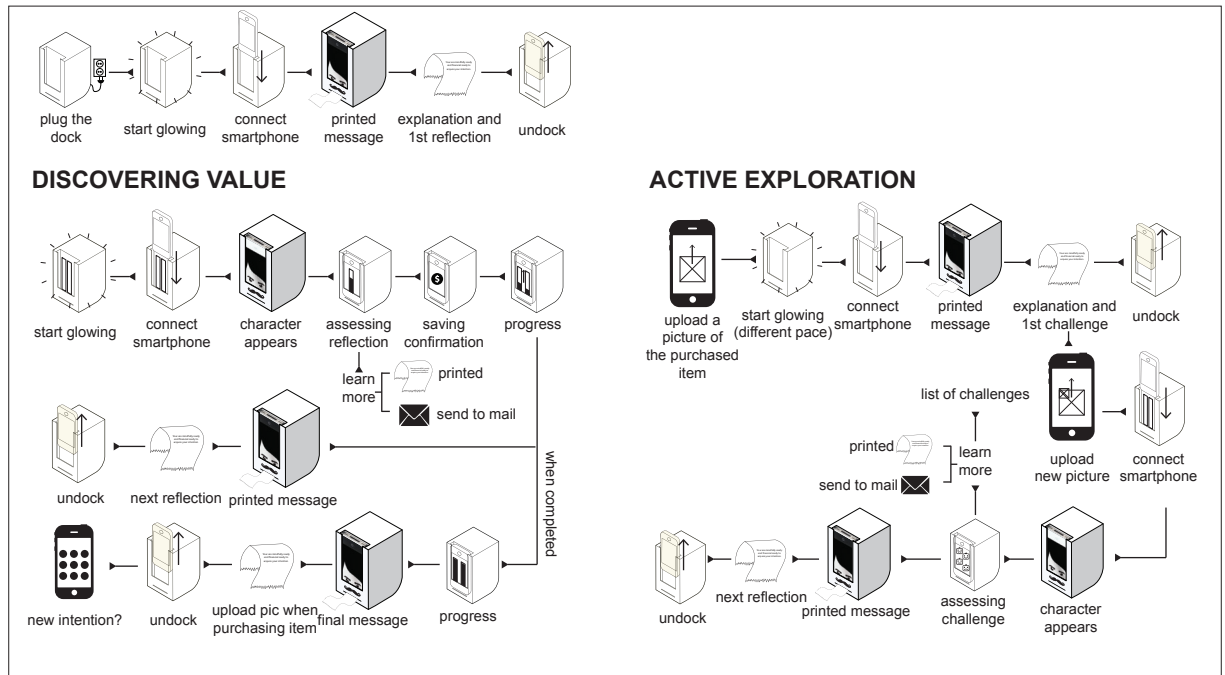 plug the
dock
start glowing
connect
smartphone
printed
message
explanation and
1st reflection
undock
DISCOVERING VALUE
start glowing
connect
smartphone
character
appears
assessing
reflection
saving
confirmation
progress
learn
more
printed
send to mail
when completed
undock
next reflection
printed message
new intention?
undock
upload pic when
purchasing item
final message
progress
ACTIVE EXPLORATION
upload a
picture of
the purchased
item
start glowing
(different pace)
connect
smartphone
printed
message
explanation and
1st challenge
undock
list of challenges
upload
new picture
connect
smartphone
printed
send to mail
learn
more
undock
next reflection
printed message
assessing
challenge
character
appears